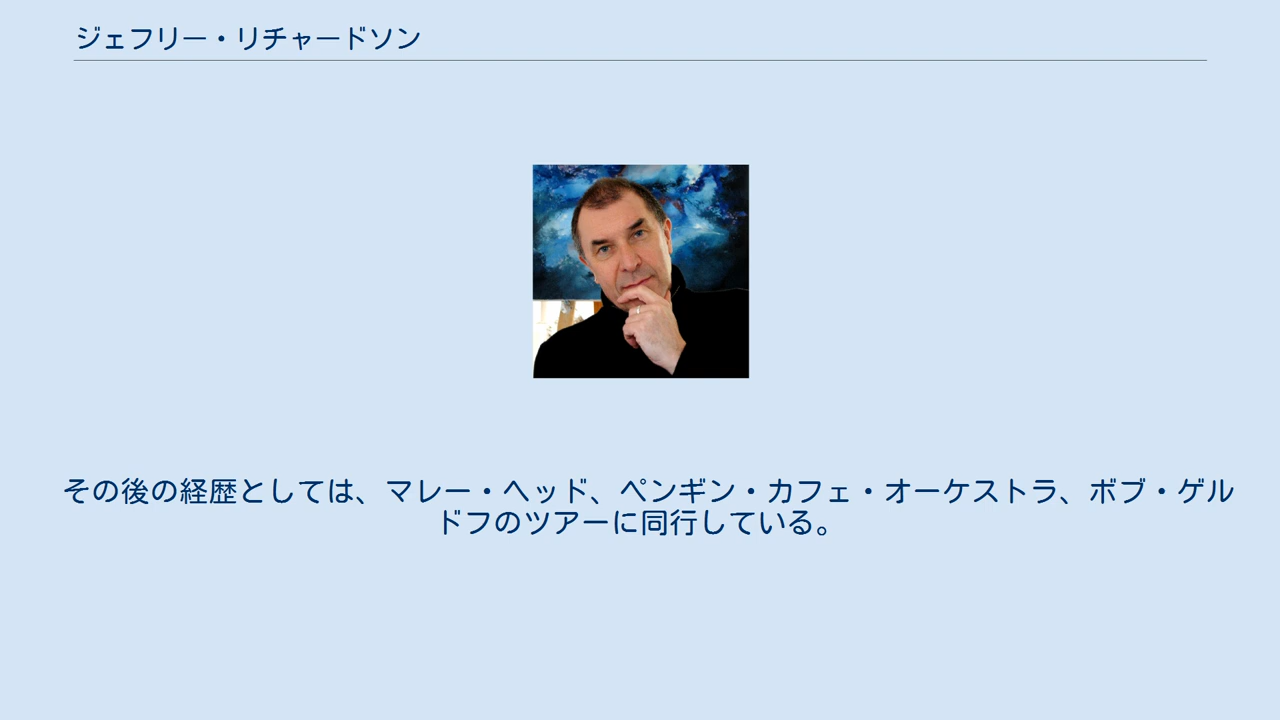 ジェフリー・リチャードソン
その後の経歴としては、マレー・ヘッド、ペンギン・カフェ・オーケストラ、ボブ・ゲル
ドフのツアーに同行している。